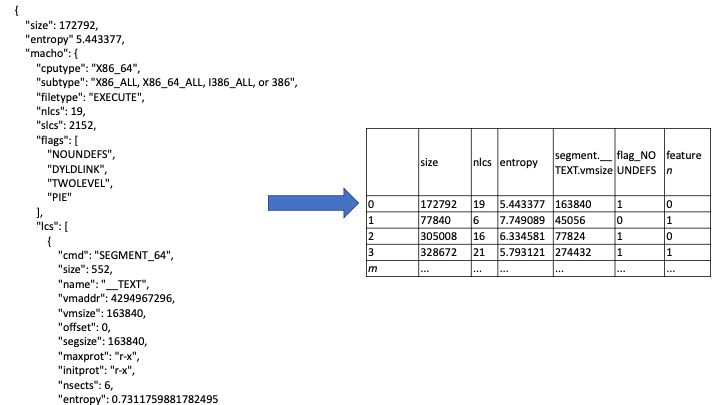 {
"size": 172792,
"entropy" 5.443377,
"macho": {
"cputype": "X86_64",
"subtype": "X86_ALL, X86_64_ALL, I386_ALL, or 386",
"filetype": "EXECUTE",
"nlcs": 19,
"slcs": 2152,
"flags": [
"NOUNDEFS",
"DYLDLINK",
"TWOLEVEL",
"PIE"
],
"lcs": [
{
"cmd": "SEGMENT_64",
"size": 552,
"name": "__TEXT",
"vmaddr": 4294967296,
"vmsize": 163840,
"offset": 0,
"segsize": 163840,
"maxprot": "r-x",
"initprot": "r-x",
"nsects": 6,
"entropy": 0.7311759881782495
size nlcs entropy segment.__TEXT.vmsize flag_NOUNDEFS feature n
0 172792 19 5.443377 163840 1 0
1 77840 6 7.749089 45056 0 1
2 305008 16 6.334581 77824 1 0
3 328672 21 5.793121 274432 1 1
m ... ... ... ... ... ...